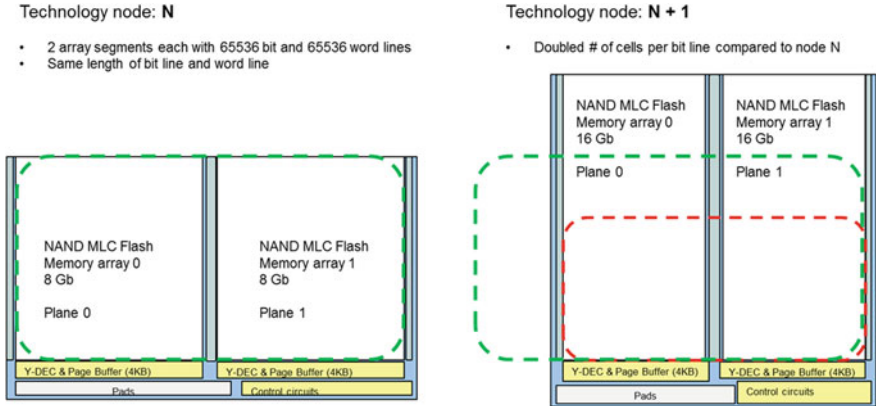 Technology node: N
• 2 array segments each with 65536 bit and 65536 word lines
• Same length of bit line and word line
NAND MLC Flash
Memory array 0
8 Gb
Plane 0
NAND MLC Flash
Memory array 1
8 Gb
Plane 1
Y-DEC & Page Buffer (4KB)
Y-DEC & Page Buffer (4KB)
Pads
Control circuits
Technology node: N + 1
• Doubled # of cells per bit line compared to node N
NAND MLC Flash
Memory array 0
16 Gb
Plane 0
NAND MLC Flash
Memory array 1
16 Gb
Plane 1
Y-DEC & Page Buffer (4KB)
Y-DEC & Page Buffer (4KB)
Pads
Control circuits